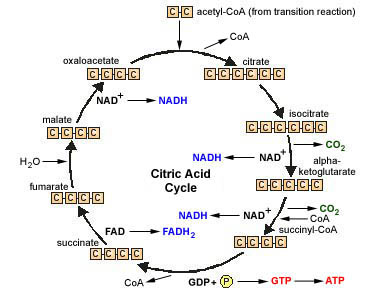 C C acetyl-CoA (from transition reaction)
CoA
oxaloacetate
C C C C
citrate
C C C C C C
NAD+ NADH
isocitrate
C C C C C C
malate
C C C C
CO2
NADH NAD+
alpha-
ketoglutarate
C C C C C
H2O
Citric Acid
Cycle
fumarate
C C C C
CO2
NADH NAD+
CoA
succinyl-CoA
C C C C
FAD FADH2
succinate
C C C C
CoA
GDP + P GTP ATP